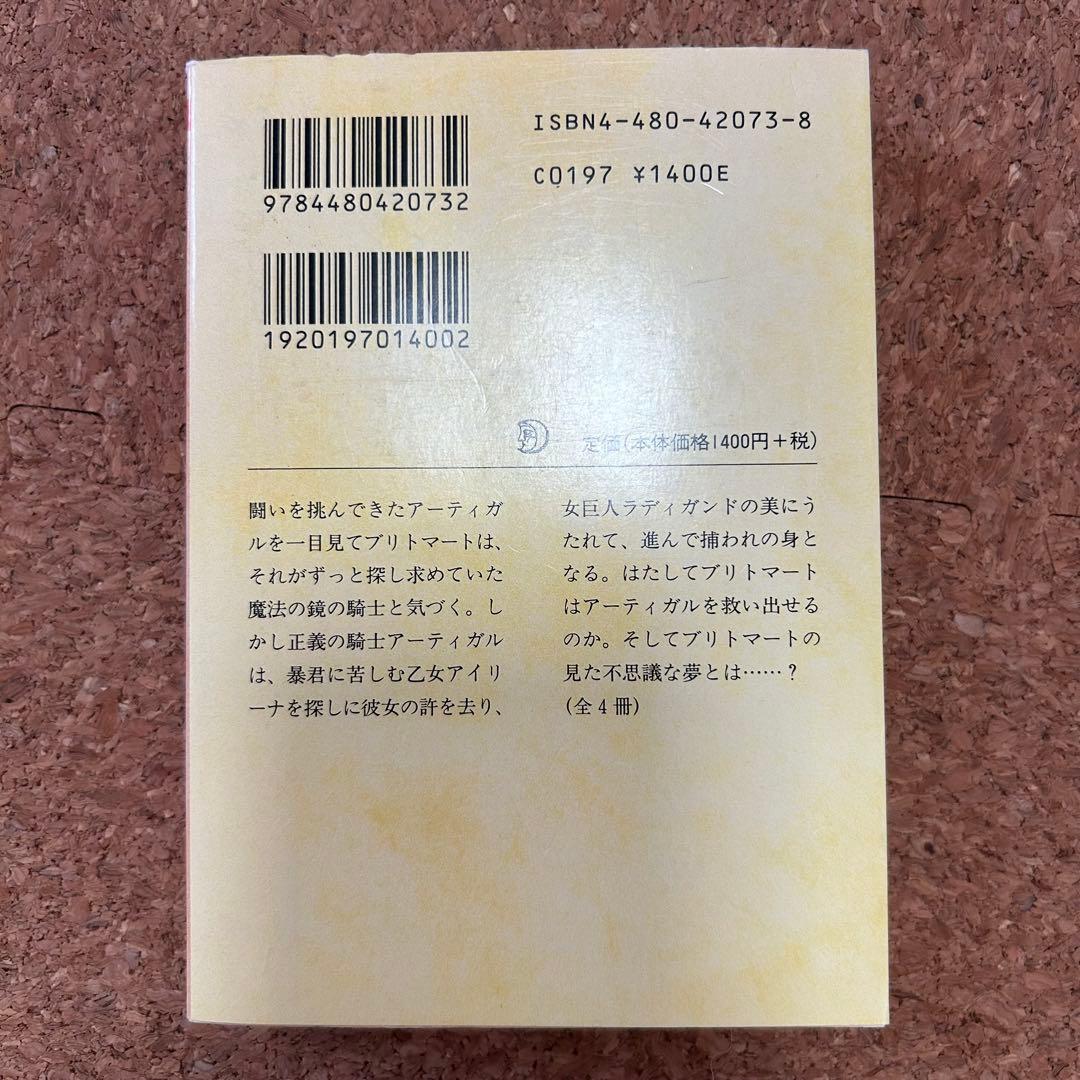 ISBN4-480-42073-8
C0197 ¥1400E
9784480420732
1920197014002
定価(本体価格1400円+税)
闘いを挑んできたアーティガ
ルを一目見てブリトマートは、
それがずっと探し求めていた
魔法の鏡の騎士と気づく。し
かし正義の騎士アーティガル
は、暴君に苦しむ乙女アイリ
ーナを探しに彼女の許を去り、
女巨人ラディガンドの美にう
たれて、進んで捕われの身と
なる。はたしてブリトマート
はアーティガルを救い出せる
のか。そしてブリトマートの
見た不思議な夢とは……?
(全4冊)